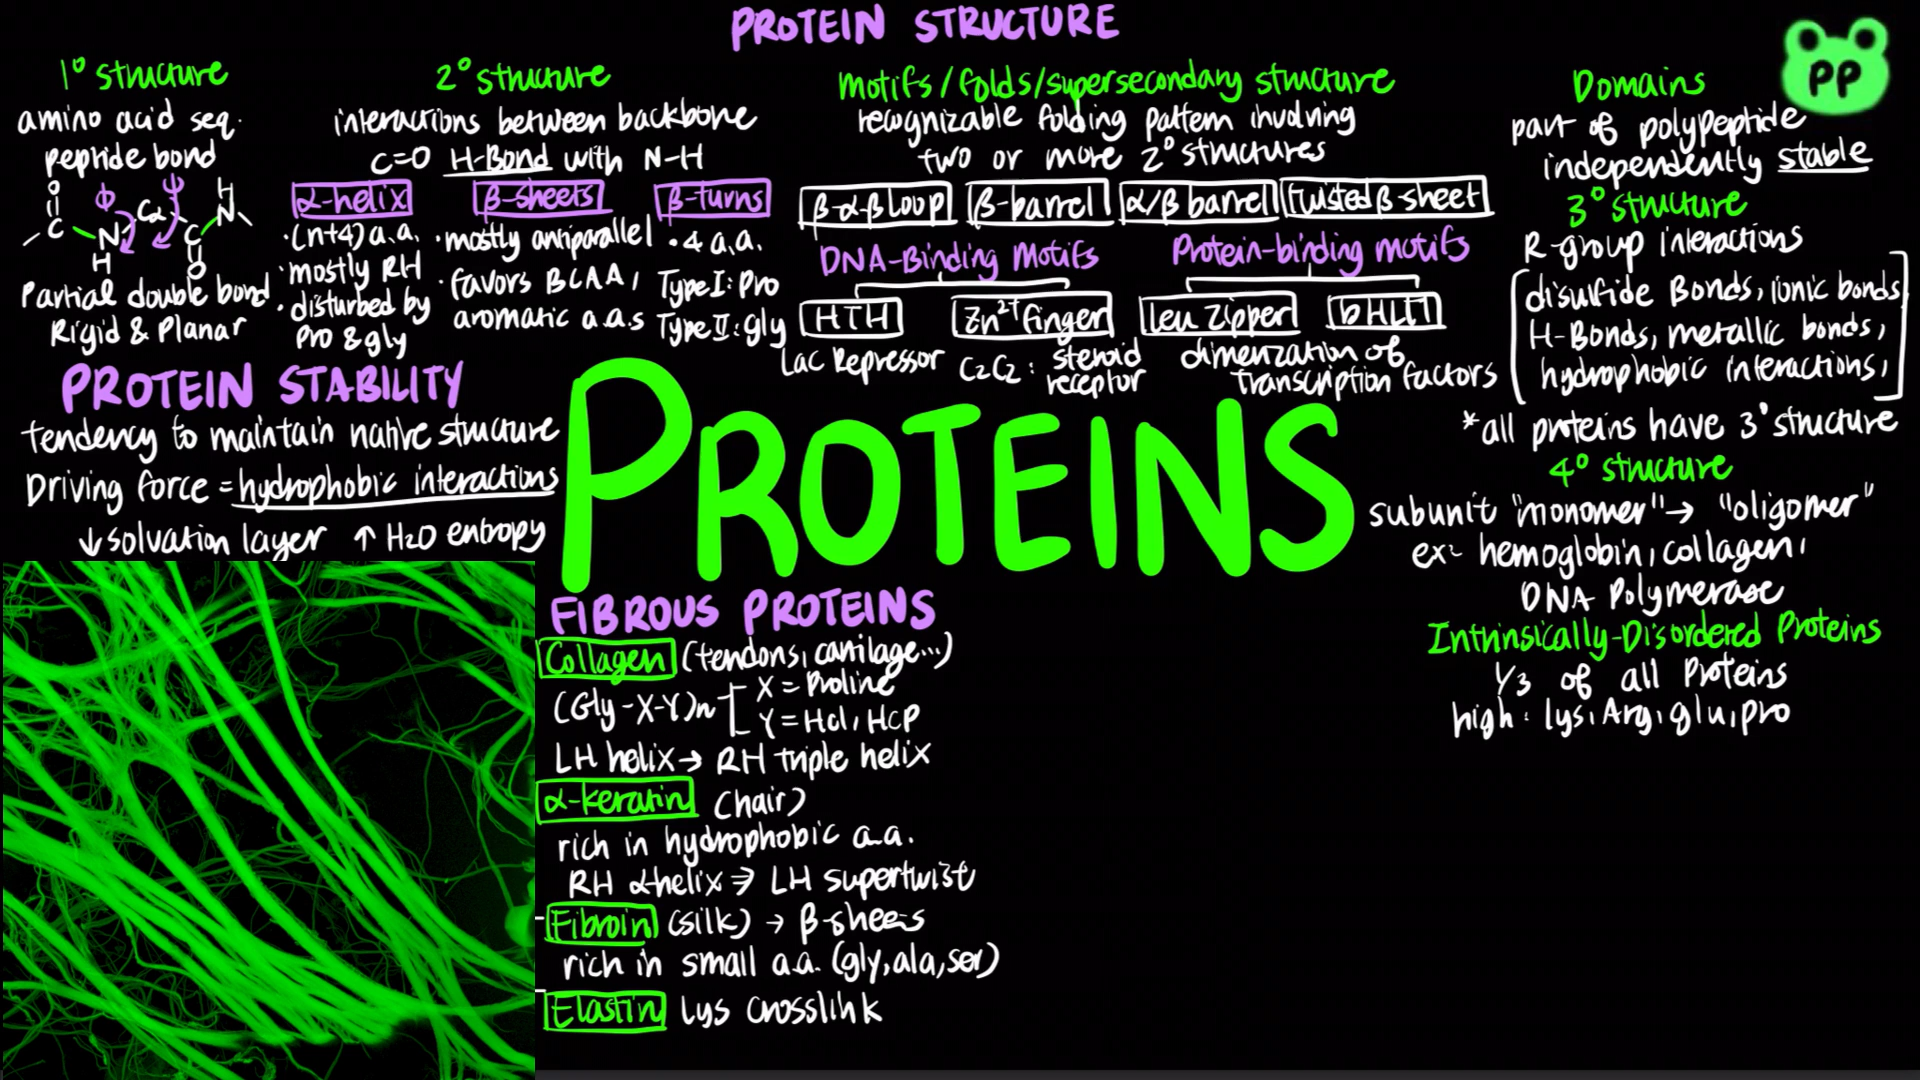 PROTEIN STRUCTURE
PP
1° structure
amino acid seq.
peptide bond
O
C
N
H
Φ
Cα
Ψ
C
O
H
N
Partial double bond
Rigid & Planar
2° structure
interactions between backbone
C=O H-Bond with N-H
α-helix
·(n+4) a.a.
·mostly RH
·disturbed by
Pro & gly
β-sheets
·mostly antiparallel
·favors BCAA,
aromatic a.a.s
β-turns
·4 a.a.
Type I: Pro
Type II: gly
Motifs/folds/supersecondary structure
recognizable folding pattern involving
two or more 2° structures
β-α-β Loop
β-barrel
α/β barrel
Twisted β-sheet
DNA-Binding Motifs
HTH
Lac Repressor
Zn²⁺ finger
C2C2: steroid
receptor
Protein-binding motifs
Leu zipper
bHLH
dimerization of
transcription factors
Domains
part of polypeptide
independently stable
3° structure
R-group interactions
disulfide Bonds, ionic bonds
H-Bonds, metallic bonds,
hydrophobic interactions,
*all proteins have 3° structure
4° structure
subunit "monomer" → "oligomer"
ex: hemoglobin, collagen,
DNA Polymerase
Intrinsically-Disordered Proteins
1/3 of all Proteins
high: lys, Arg, glu, pro
PROTEIN STABILITY
tendency to maintain native structure
Driving force = hydrophobic interactions
↓ solvation layer ↑ H2O entropy
PROTEINS
FIBROUS PROTEINS
Collagen (tendons, cartilage...)
(Gly-X-Y)n
X = Proline
Y = Hcl, HCP
LH helix → RH triple helix
α-keratin (hair)
rich in hydrophobic a.a.
RH αhelix ⇒ LH supertwist
Fibroin (silk) → β-sheets
rich in small a.a. (gly, ala, ser)
Elastin Lys crosslink